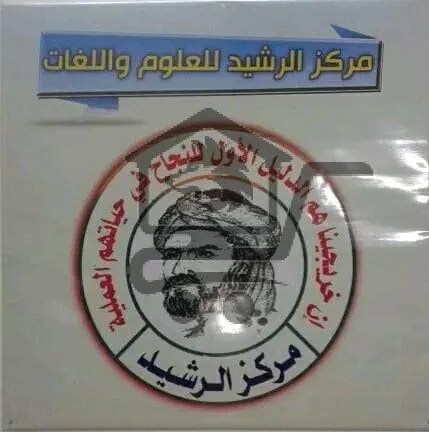 مركز الرشيد للعلوم واللغات
إن خريجينا هم الدليل الأول للنجاح في حياتهم العملية
مركز الرشيد